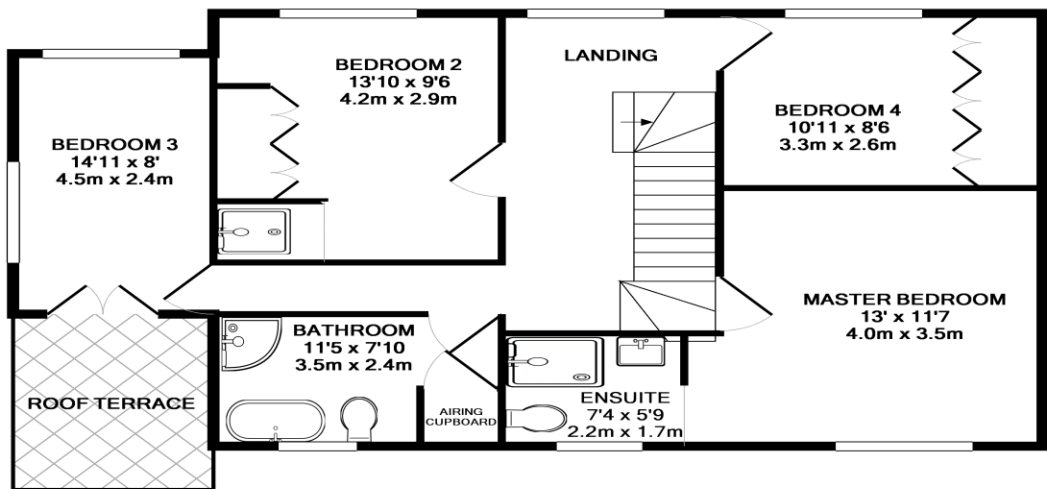 BEDROOM 2
13'10 x 9'6
4.2m x 2.9m
LANDING
BEDROOM 4
10'11 x 8'6
3.3m x 2.6m
BEDROOM 3
14'11 x 8'
4.5m x 2.4m
MASTER BEDROOM
13' x 11'7
4.0m x 3.5m
BATHROOM
11'5 x 7'10
3.5m x 2.4m
ROOF TERRACE
AIRING
CUPBOARD
ENSUITE
7'4 x 5'9
2.2m x 1.7m